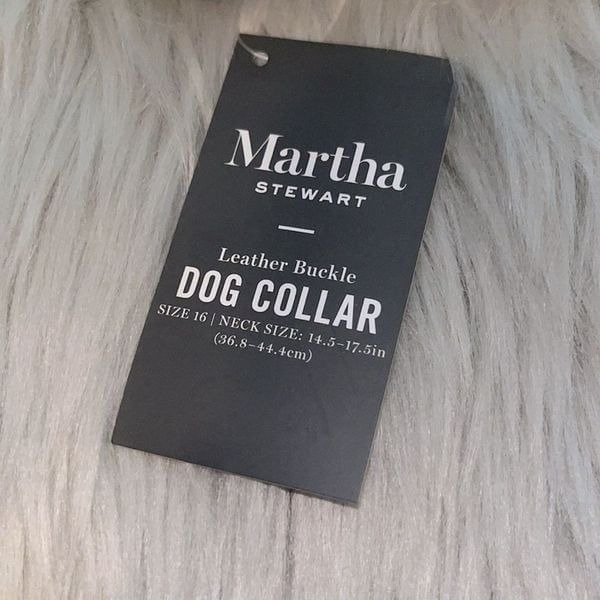 Martha
STEWART
Leather Buckle
DOG COLLAR
SIZE 16 | NECK SIZE: 14.5–17.5in
(36.8–44.4cm)